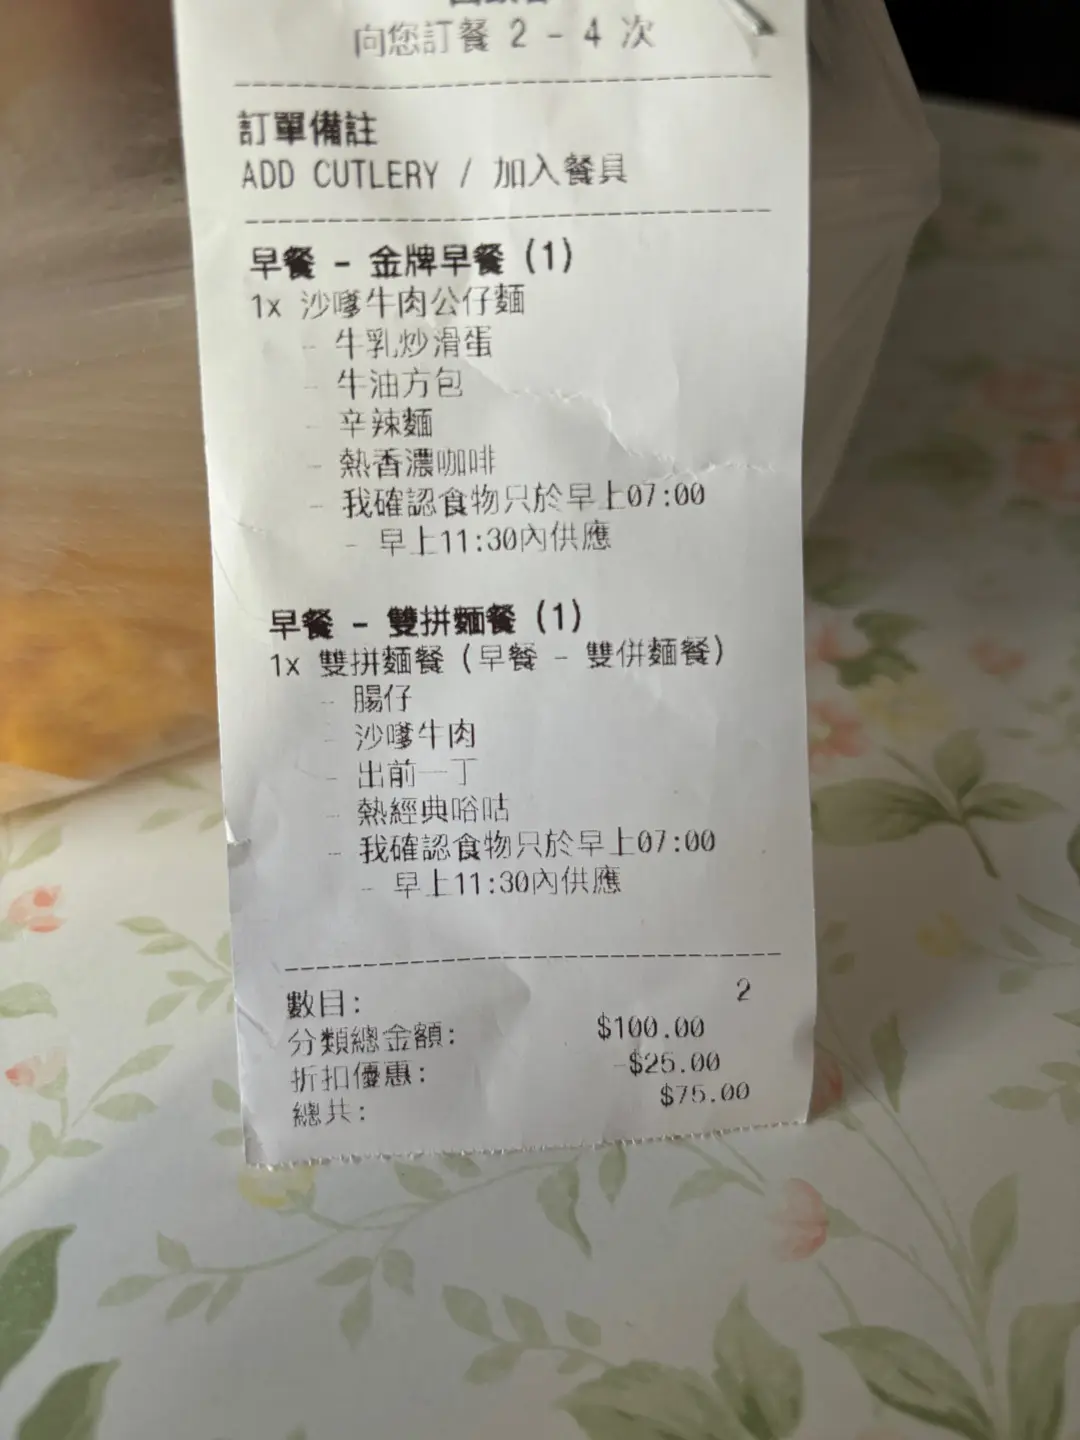 向您訂餐 2 - 4 次
訂單備註
ADD CUTLERY / 加入餐具
早餐 - 金牌早餐 (1)
1x 沙嗲牛肉公仔麵
- 牛乳炒滑蛋
- 牛油方包
- 辛辣麵
- 熱香濃咖啡
- 我確認食物只於早上07:00
- 早上11:30內供應
早餐 - 雙拼麵餐 (1)
1x 雙拼麵餐 (早餐 - 雙併麵餐)
- 腸仔
- 沙嗲牛肉
- 出前一丁
- 熱經典唂咕
- 我確認食物只於早上07:00
- 早上11:30內供應
數目: 2
分類總金額: $100.00
折扣優惠: -$25.00
總共: $75.00